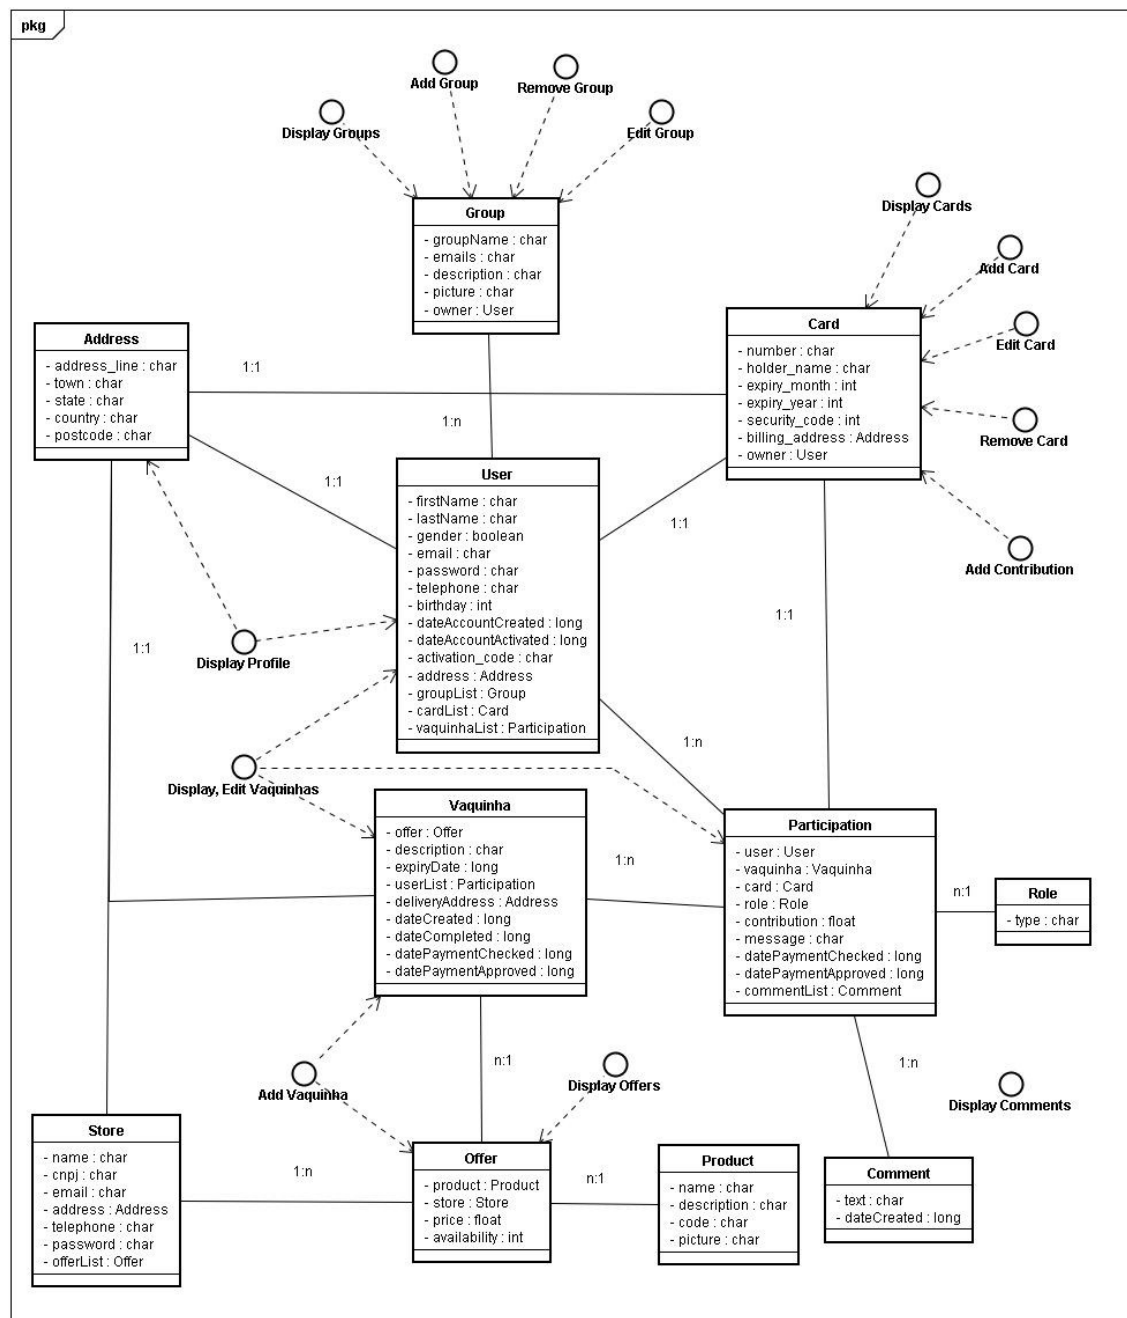 pkg
Add Group
Remove Group
Display Groups
Edit Group
Display Cards
Add Card
Edit Card
Remove Card
Add Contribution
Group
- groupName : char
- emails : char
- description : char
- picture : char
- owner : User
Card
- number : char
- holder_name : char
- expiry_month : int
- expiry_year : int
- security_code : int
- billing_address : Address
- owner : User
Address
- address_line : char
- town : char
- state : char
- country : char
- postcode : char
1:1
1:n
1:1
1:1
1:1
1:1
User
- firstName : char
- lastName : char
- gender : boolean
- email : char
- password : char
- telephone : char
- birthday : int
- dateAccountCreated : long
- dateAccountActivated : long
- activation_code : char
- address : Address
- groupList : Group
- cardList : Card
- vaquinhaList : Participation
Display Profile
1:n
Display, Edit Vaquinhas
Vaquinha
- offer : Offer
- description : char
- expiryDate : long
- userList : Participation
- deliveryAddress : Address
- dateCreated : long
- dateCompleted : long
- datePaymentChecked : long
- datePaymentApproved : long
1:n
Participation
- user : User
- vaquinha : Vaquinha
- card : Card
- role : Role
- contribution : float
- message : char
- datePaymentChecked : long
- datePaymentApproved : long
- commentList : Comment
n:1
Role
- type : char
n:1
1:n
Add Vaquinha
Display Offers
Display Comments
Store
- name : char
- cnpj : char
- email : char
- address : Address
- telephone : char
- password : char
- offerList : Offer
1:n
Offer
- product : Product
- store : Store
- price : float
- availability : int
n:1
Product
- name : char
- description : char
- code : char
- picture : char
Comment
- text : char
- dateCreated : long